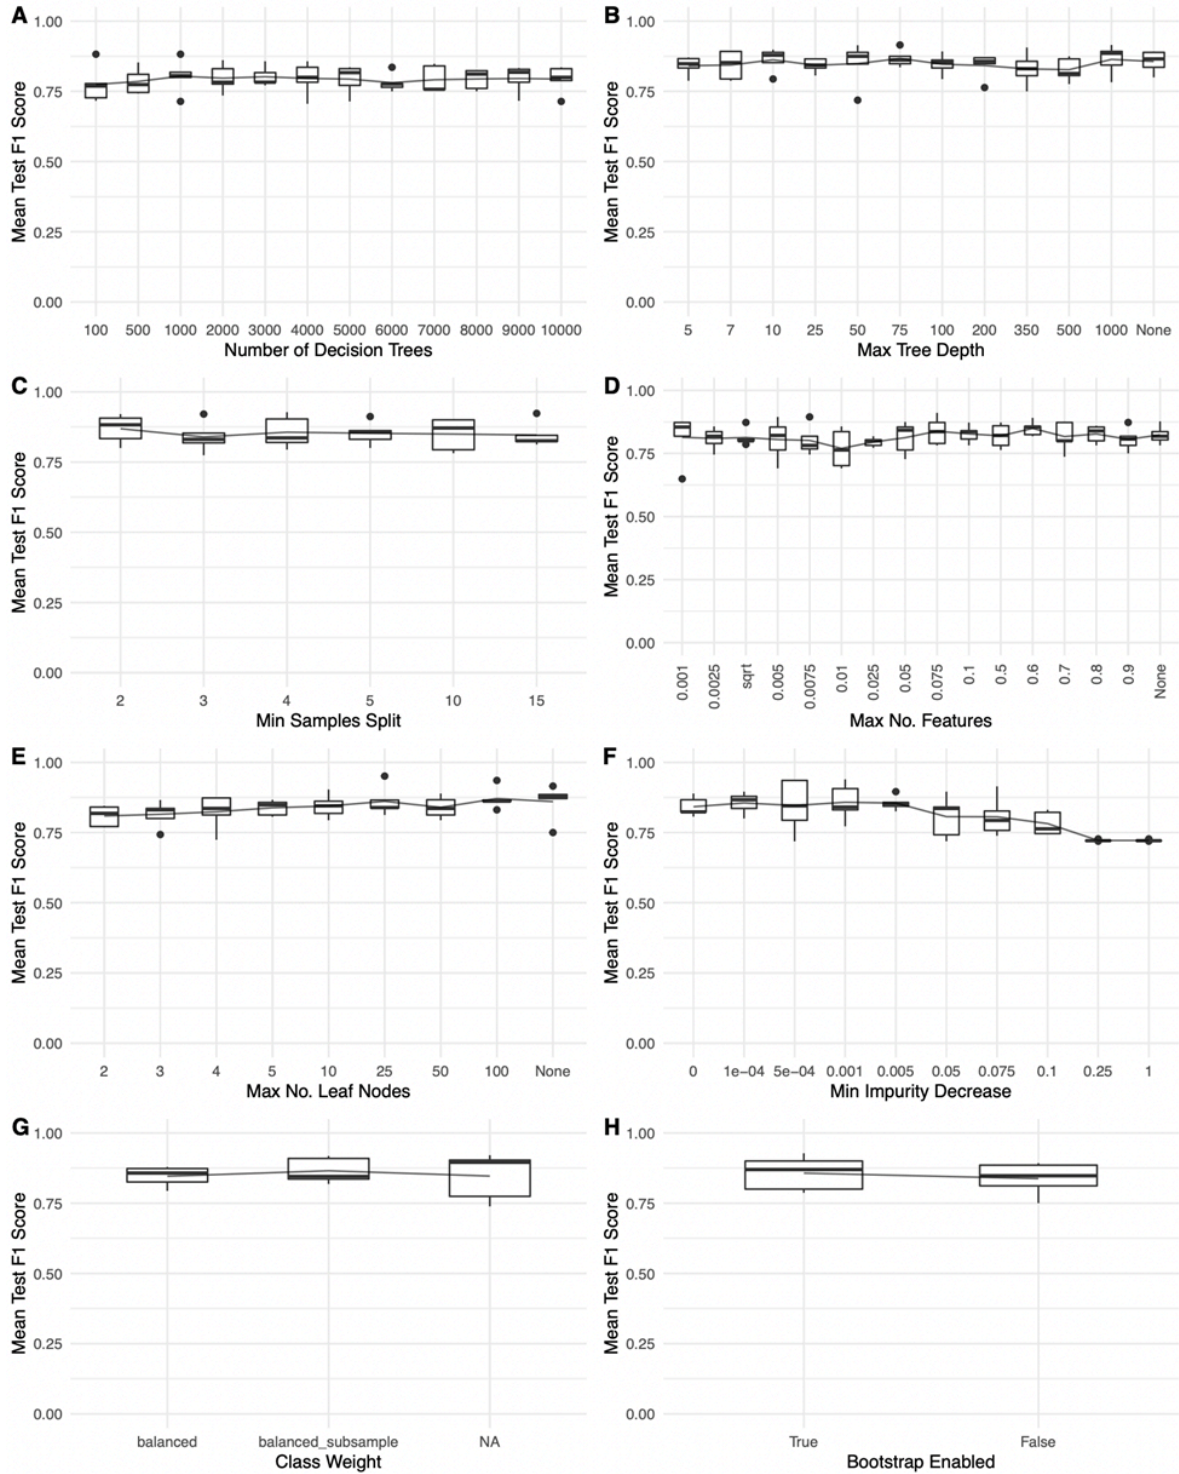 A
Mean Test F1 Score
1.00
0.75
0.50
0.25
0.00
100 500 1000 2000 3000 4000 5000 6000 7000 8000 9000 10000
Number of Decision Trees
B
Mean Test F1 Score
1.00
0.75
0.50
0.25
0.00
5 7 10 25 50 75 100 200 350 500 1000 None
Max Tree Depth
C
Mean Test F1 Score
1.00
0.75
0.50
0.25
0.00
2 3 4 5 10 15
Min Samples Split
D
Mean Test F1 Score
1.00
0.75
0.50
0.25
0.00
0.001 0.0025 sqrt 0.005 0.0075 0.01 0.025 0.05 0.075 0.1 0.5 0.6 0.7 0.8 0.9 None
Max No. Features
E
Mean Test F1 Score
1.00
0.75
0.50
0.25
0.00
2 3 4 5 10 25 50 100 None
Max No. Leaf Nodes
F
Mean Test F1 Score
1.00
0.75
0.50
0.25
0.00
0 1e−04 5e−04 0.001 0.005 0.05 0.075 0.1 0.25 1
Min Impurity Decrease
G
Mean Test F1 Score
1.00
0.75
0.50
0.25
0.00
balanced balanced_subsample NA
Class Weight
H
Mean Test F1 Score
1.00
0.75
0.50
0.25
0.00
True False
Bootstrap Enabled